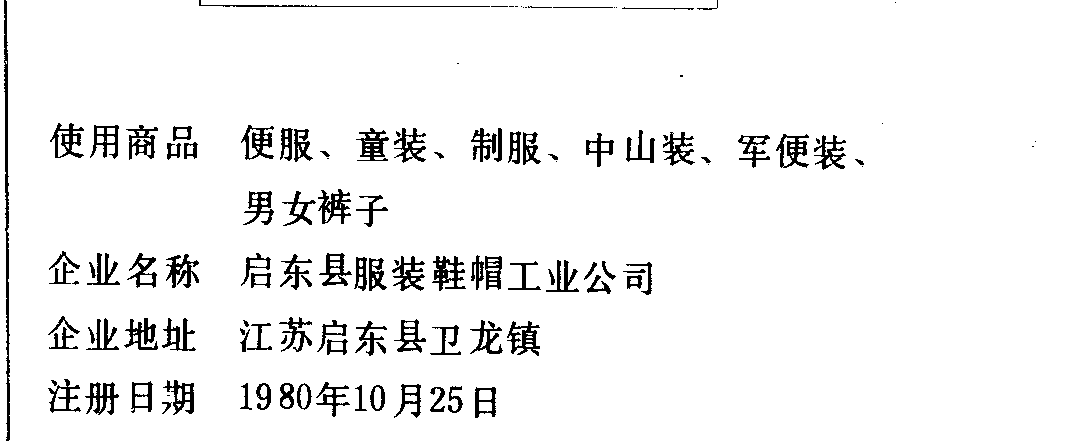 使用商品 便服、童装、制服、中山装、军便装、
男女裤子
企业名称 启东县服装鞋帽工业公司
企业地址 江苏启东县卫龙镇
注册日期 1980年10月25日